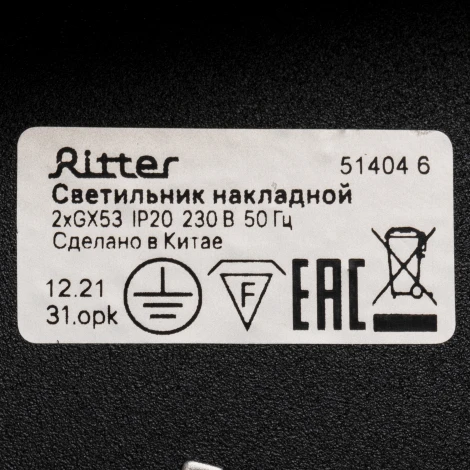 Ritter 51404 6
Светильник накладной
2xGX53 IP20 230 В 50 Гц
Сделано в Китае
12.21
31.opk
F
EAC